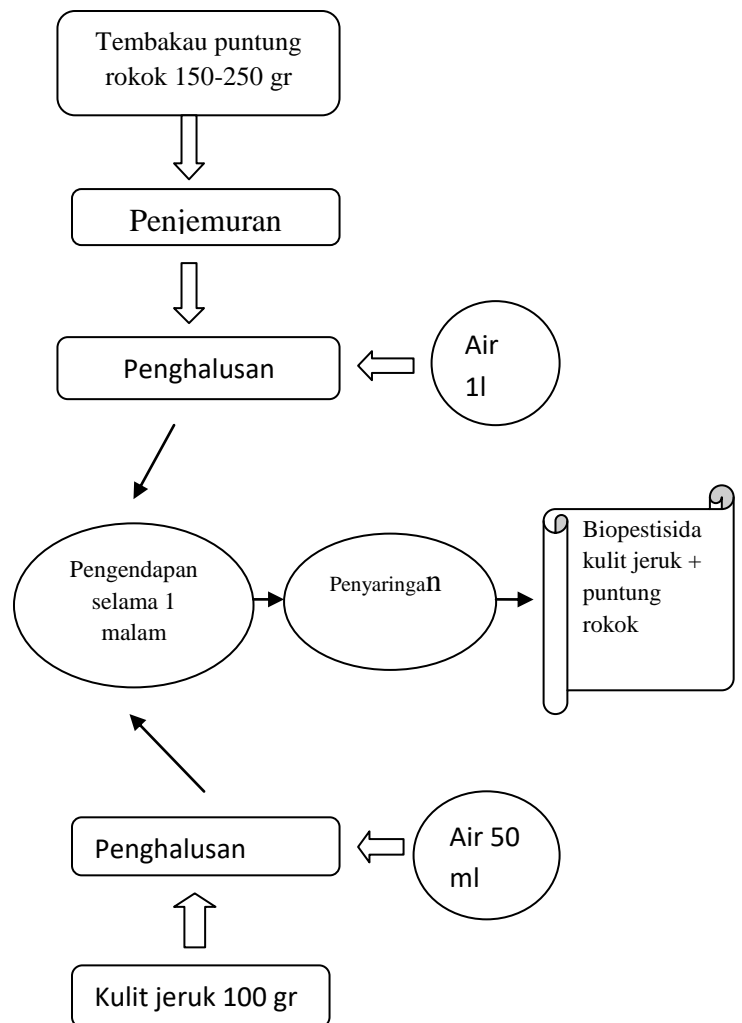 Tembakau puntung
rokok 150-250 gr
Penjemuran
Penghalusan
Air
1l
Pengendapan
selama 1
malam
Penyaringan
Biopestisida
kulit jeruk +
puntung
rokok
Penghalusan
Air 50
ml
Kulit jeruk 100 gr